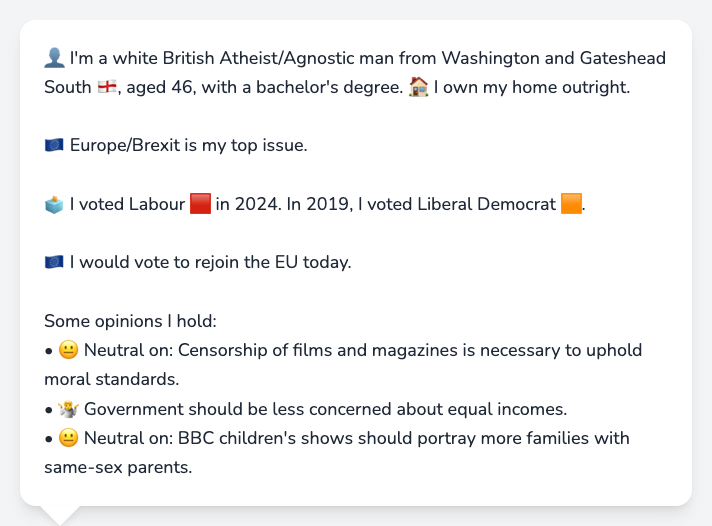 👤 I'm a white British Atheist/Agnostic man from Washington and Gateshead
South 🏴󠁧󠁢󠁥󠁮󠁧󠁿, aged 46, with a bachelor's degree. 🏠 I own my home outright.
🇪🇺 Europe/Brexit is my top issue.
🗳️ I voted Labour 🟥 in 2024. In 2019, I voted Liberal Democrat 🟧.
🇪🇺 I would vote to rejoin the EU today.
Some opinions I hold:
• 😐 Neutral on: Censorship of films and magazines is necessary to uphold
moral standards.
• 🤷 Government should be less concerned about equal incomes.
• 😐 Neutral on: BBC children's shows should portray more families with
same-sex parents.